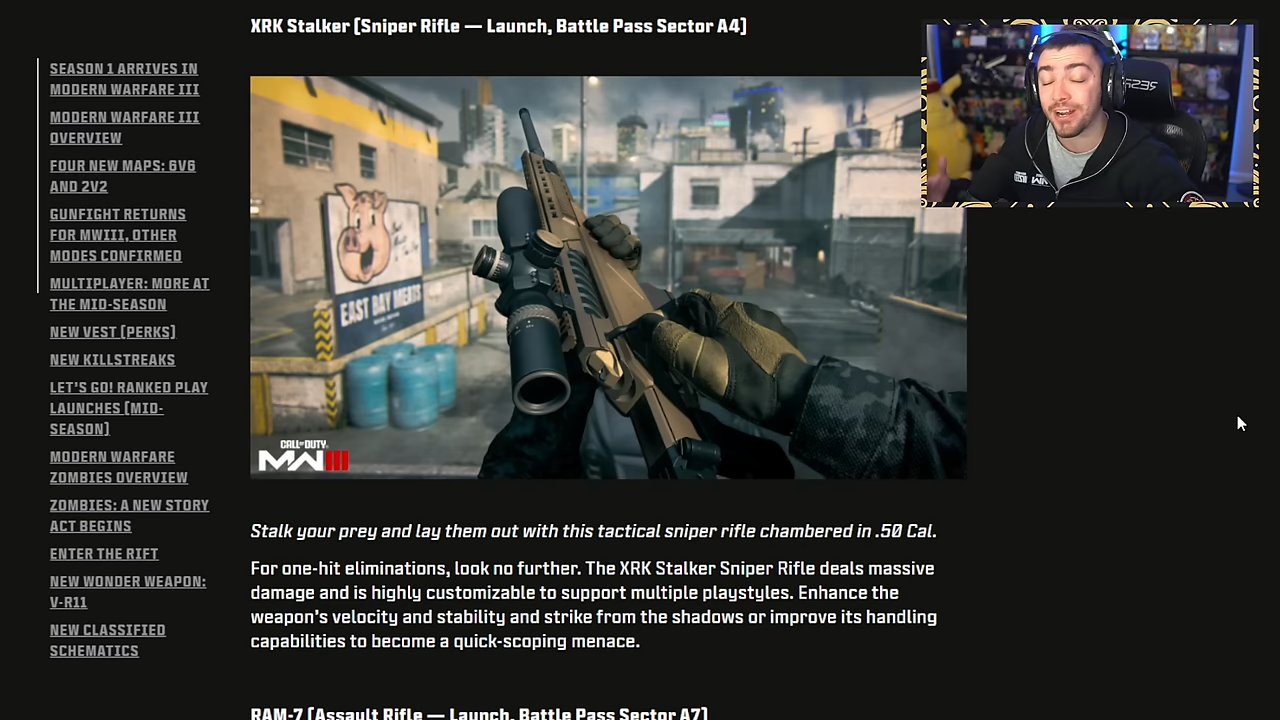 XRK Stalker [Sniper Rifle — Launch, Battle Pass Sector A4]
SEASON 1 ARRIVES IN
MODERN WARFARE III
MODERN WARFARE III
OVERVIEW
FOUR NEW MAPS: 6V6
AND 2V2
GUNFIGHT RETURNS
FOR MWIII, OTHER
MODES CONFIRMED
MULTIPLAYER: MORE AT
THE MID-SEASON
NEW VEST [PERKS]
NEW KILLSTREAKS
LET'S GO! RANKED PLAY
LAUNCHES [MID-
SEASON]
MODERN WARFARE
ZOMBIES OVERVIEW
ZOMBIES: A NEW STORY
ACT BEGINS
ENTER THE RIFT
NEW WONDER WEAPON:
V-R11
NEW CLASSIFIED
SCHEMATICS
EAST BAY MEATS
CALL OF DUTY
MWIII
RESPawn
Stalk your prey and lay them out with this tactical sniper rifle chambered in .50 Cal.
For one-hit eliminations, look no further. The XRK Stalker Sniper Rifle deals massive
damage and is highly customizable to support multiple playstyles. Enhance the
weapon's velocity and stability and strike from the shadows or improve its handling
capabilities to become a quick-scoping menace.
RAM-7 [Assault Rifle — Launch, Battle Pass Sector A7]